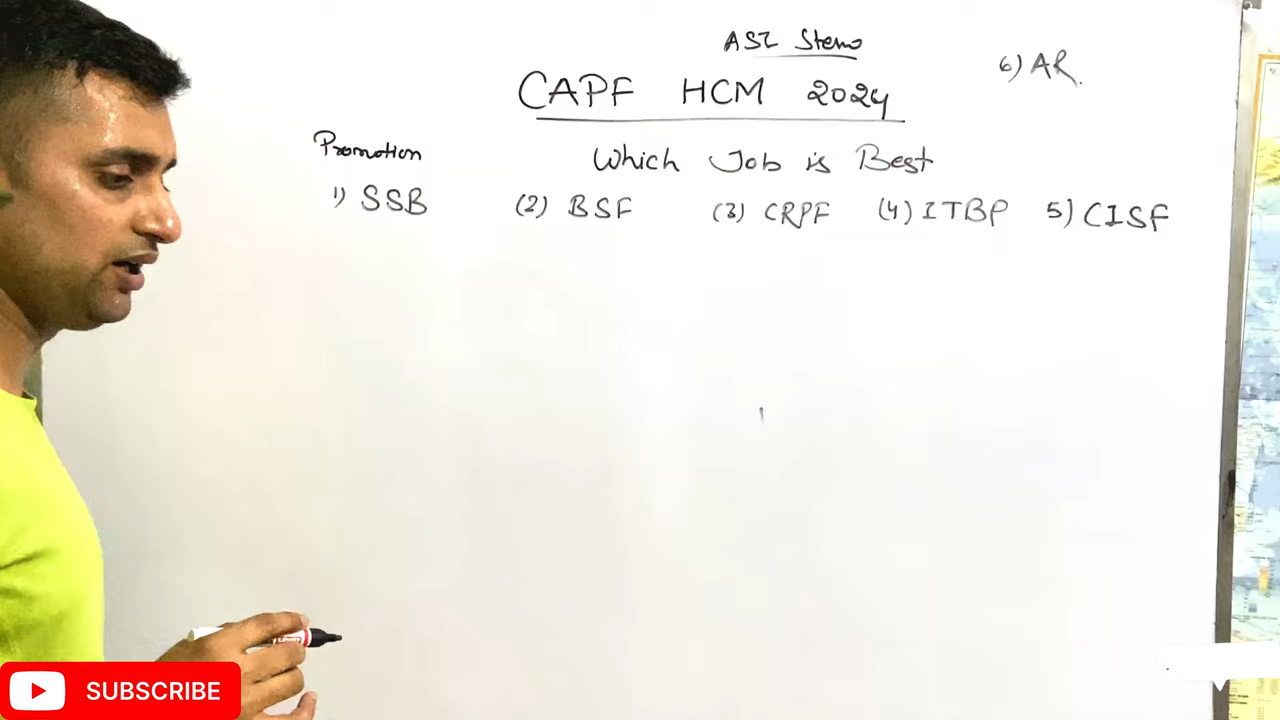 ASI Steno
CAPF HCM 2024
6) AR.
Promotion
Which Job is Best
1) SSB (2) BSF (3) CRPF (4) ITBP 5) CISF
SUBSCRIBE